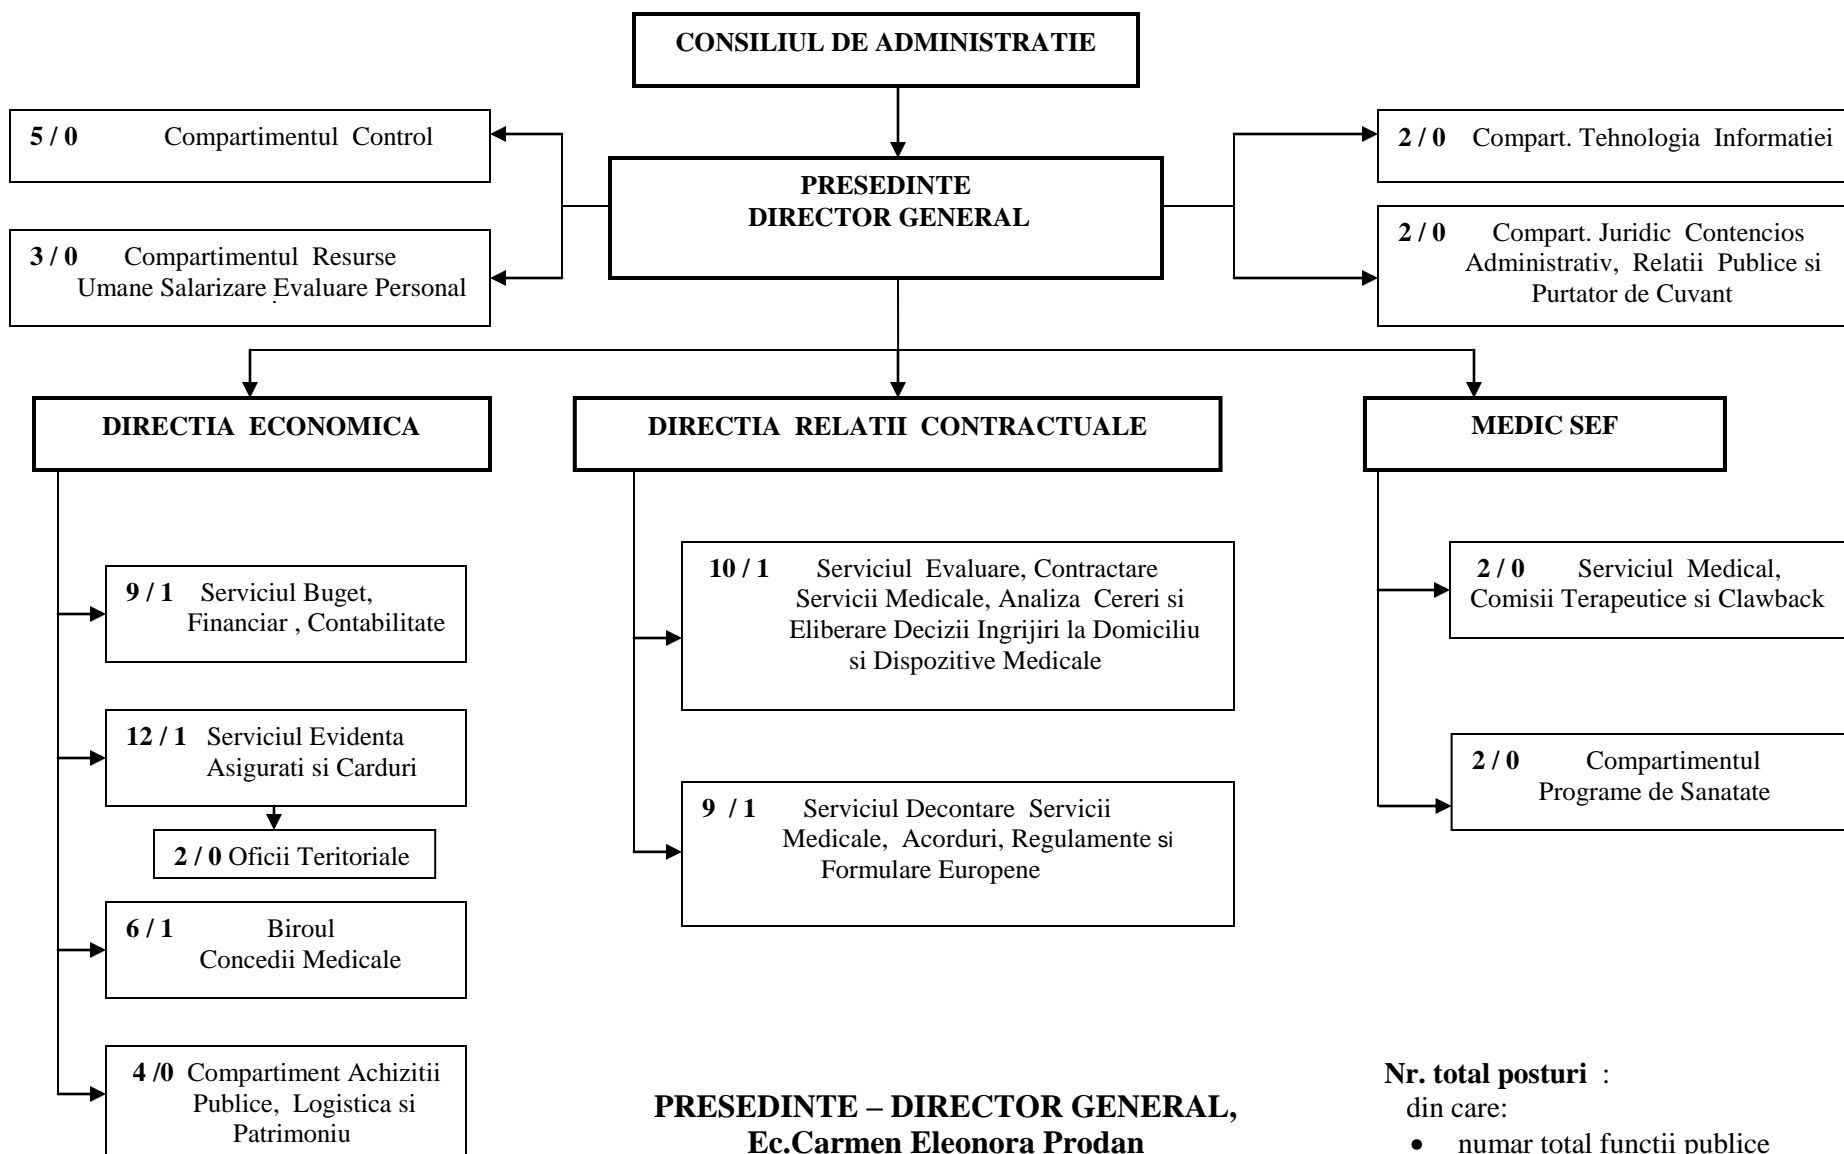 CONSILIUL DE ADMINISTRATIE
5 / 0 Compartimentul Control
2 / 0 Compart. Tehnologia Informatiei
PRESEDINTE
DIRECTOR GENERAL
3 / 0 Compartimentul Resurse
Umane Salarizare Evaluare Personal
2 / 0 Compart. Juridic Contencios
Administrativ, Relatii Publice si
Purtator de Cuvant
DIRECTIA ECONOMICA
DIRECTIA RELATII CONTRACTUALE
MEDIC SEF
9 / 1 Serviciul Buget,
Financiar , Contabilitate
12 / 1 Serviciul Evidenta
Asigurati si Carduri
2 / 0 Oficii Teritoriale
6 / 1 Biroul
Concedii Medicale
4 /0 Compartiment Achizitii
Publice, Logistica si
Patrimoniu
10 / 1 Serviciul Evaluare, Contractare
Servicii Medicale, Analiza Cereri si
Eliberare Decizii Ingrijiri la Domiciliu
si Dispozitive Medicale
9 / 1 Serviciul Decontare Servicii
Medicale, Acorduri, Regulamente si
Formulare Europene
2 / 0 Serviciul Medical,
Comisii Terapeutice si Clawback
2 / 0 Compartimentul
Programe de Sanatate
PRESEDINTE – DIRECTOR GENERAL,
Ec.Carmen Eleonora Prodan
Nr. total posturi :
din care:
• numar total functii publice